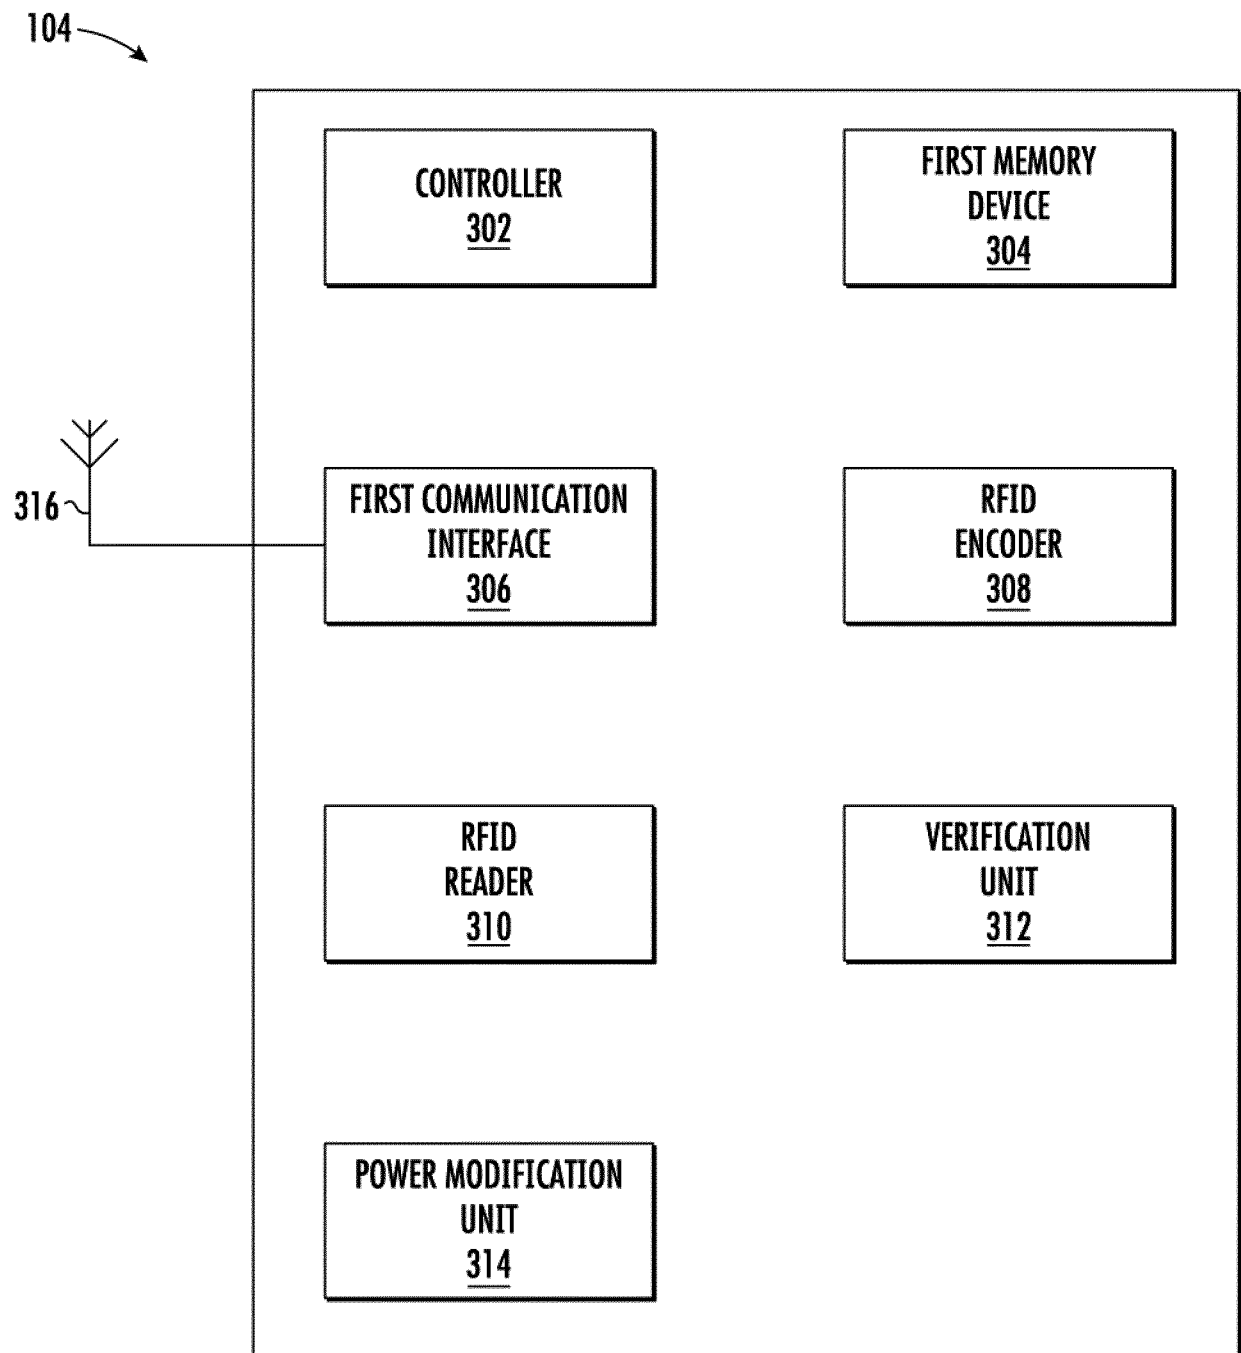 104
CONTROLLER
302
FIRST MEMORY
DEVICE
304
316
FIRST COMMUNICATION
INTERFACE
306
RFID
ENCODER
308
RFID
READER
310
VERIFICATION
UNIT
312
POWER MODIFICATION
UNIT
314